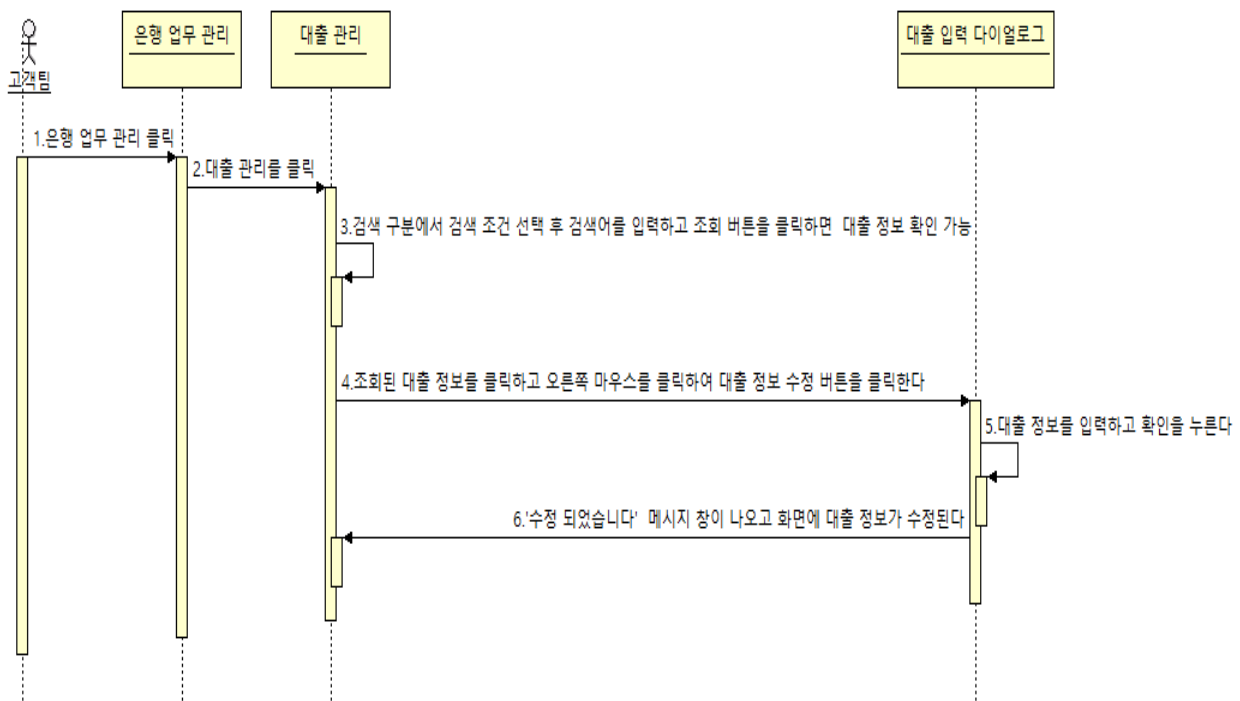 은행 업무 관리
대출 관리
대출 입력 다이얼로그
고객팀
1.은행 업무 관리 클릭
2.대출 관리를 클릭
3.검색 구분에서 검색 조건 선택 후 검색어를 입력하고 조회 버튼을 클릭하면 대출 정보 확인 가능
4.조회된 대출 정보를 클릭하고 오른쪽 마우스를 클릭하여 대출 정보 수정 버튼을 클릭한다
5.대출 정보를 입력하고 확인을 누른다
6.'수정 되었습니다' 메시지 창이 나오고 화면에 대출 정보가 수정된다